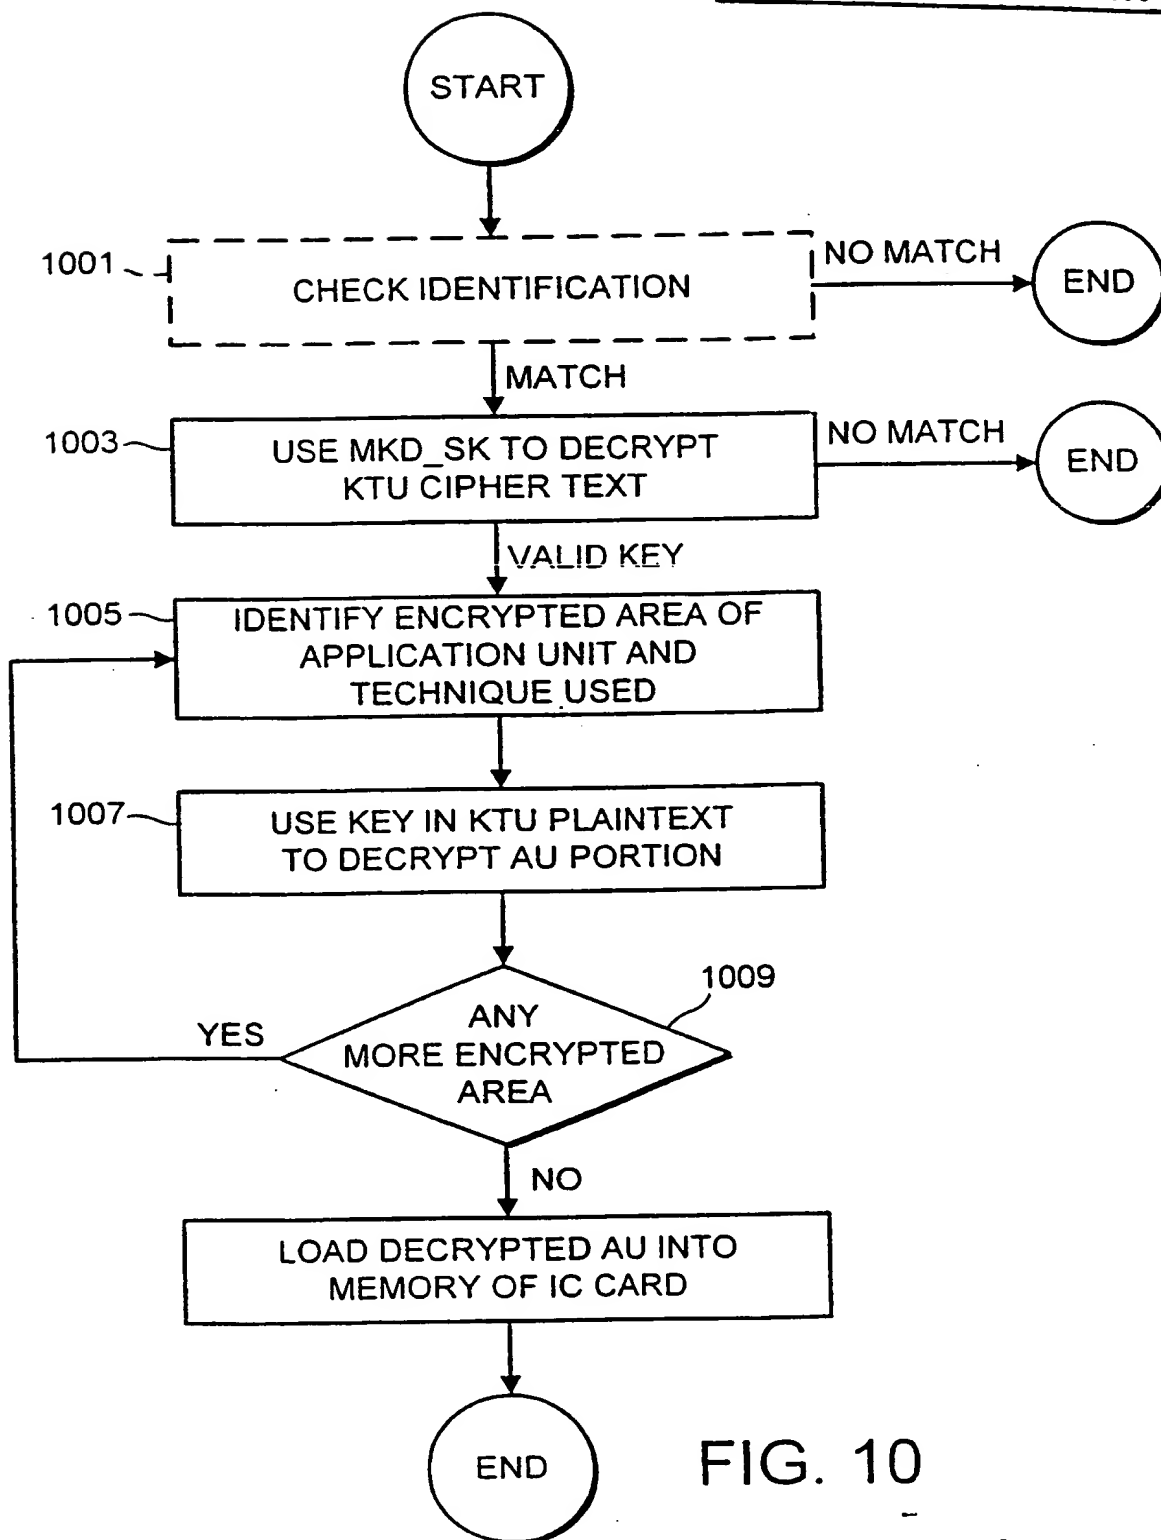 START
1001
CHECK IDENTIFICATION
NO MATCH
END
MATCH
1003
USE MKD_SK TO DECRYPT
KTU CIPHER TEXT
NO MATCH
END
VALID KEY
1005
IDENTIFY ENCRYPTED AREA OF
APPLICATION UNIT AND
TECHNIQUE USED
1007
USE KEY IN KTU PLAINTEXT
TO DECRYPT AU PORTION
1009
ANY
MORE ENCRYPTED
AREA
YES
NO
LOAD DECRYPTED AU INTO
MEMORY OF IC CARD
END
FIG. 10